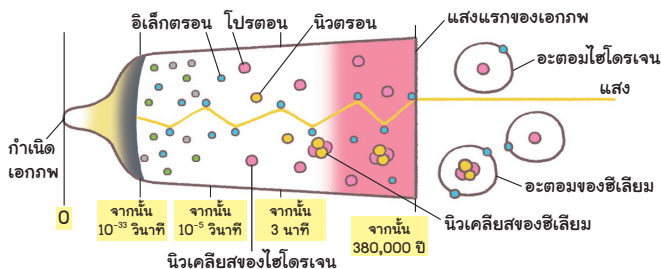 อิเล็กตรอน
โปรตอน
นิวตรอน
แสงแรกของเอกภพ
อะตอมไฮโดรเจน
แสง
กำเนิด
เอกภพ
อะตอมของฮีเลียม
0
จากนั้น
10⁻³³ วินาที
จากนั้น
10⁻⁵ วินาที
จากนั้น
3 นาที
จากนั้น
380,000 ปี
นิวเคลียสของฮีเลียม
นิวเคลียสของไฮโดรเจน